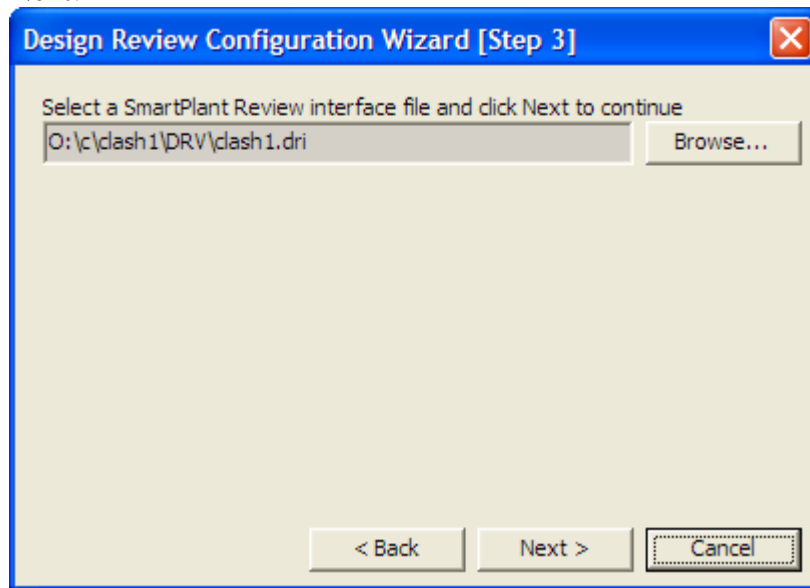 Design Review Configuration Wizard [Step 3]
Select a SmartPlant Review interface file and click Next to continue
O:\c\clash1\DRV\clash1.dri
Browse...
< Back
Next >
Cancel